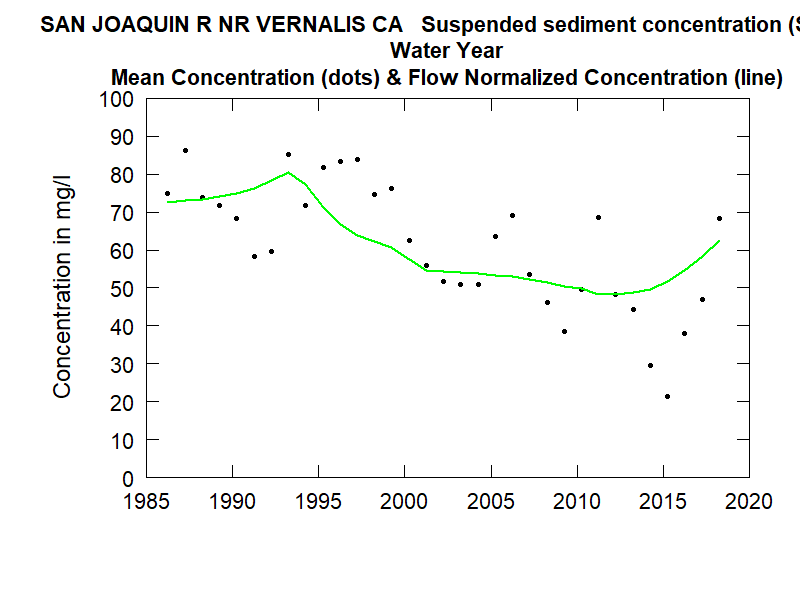 SAN JOAQUIN R NR VERNALIS CA Suspended sediment concentration (S
Water Year
Mean Concentration (dots) & Flow Normalized Concentration (line)
Concentration in mg/l
100
90
80
70
60
50
40
30
20
10
0
1985 1990 1995 2000 2005 2010 2015 2020